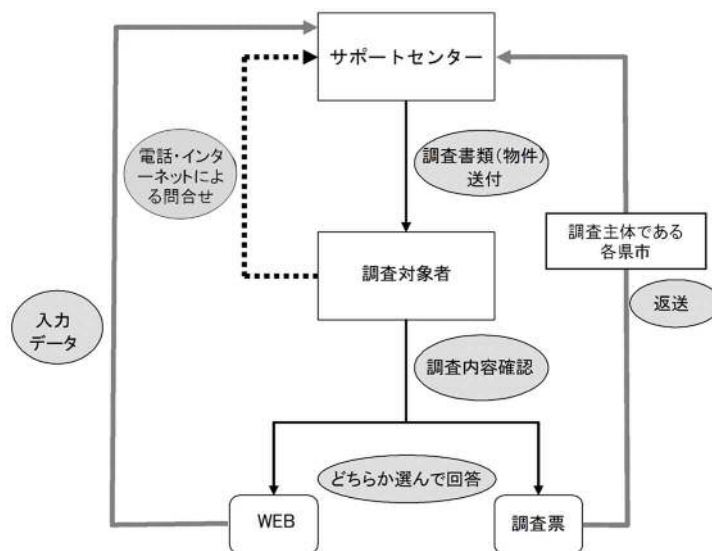 サポートセンター
電話・インタ
ーネットによ
る問合せ
調査書類(物件)
送付
調査主体である
各県市
調査対象者
返送
入力
データ
調査内容確認
どちらか選んで回答
WEB
調査票